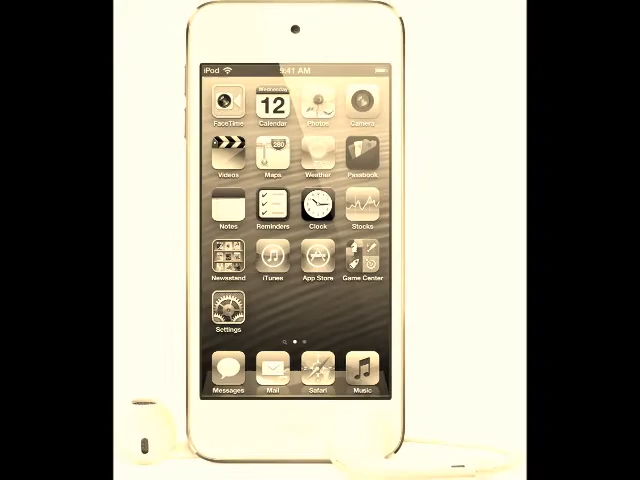 iPod 9:41 AM
Wednesday
12
280
FaceTime Calendar Photos Camera
Videos Maps Weather Passbook
Notes Reminders Clock Stocks
Newsstand iTunes App Store Game Center
Settings
Messages Mail Safari Music